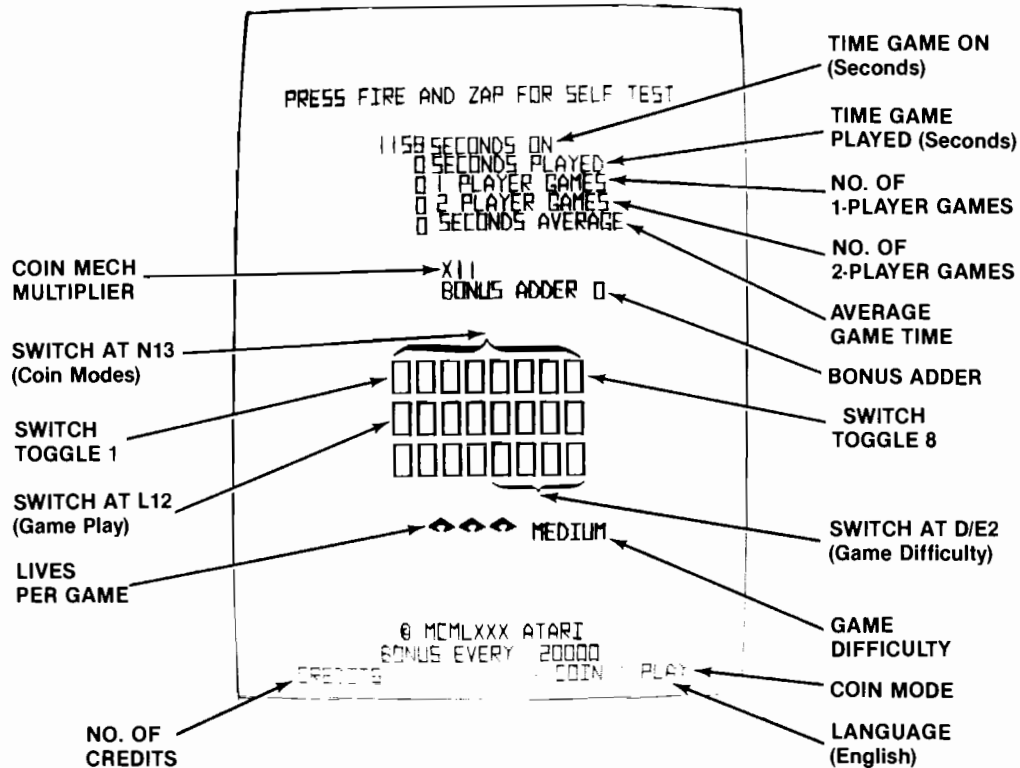 TIME GAME ON
(Seconds)
PRESS FIRE AND ZAP FOR SELF TEST
TIME GAME
PLAYED (Seconds)
1158 SECONDS ON
0 SECONDS PLAYED
0 1 PLAYER GAMES
0 2 PLAYER GAMES
0 SECONDS AVERAGE
NO. OF
1-PLAYER GAMES
NO. OF
2-PLAYER GAMES
COIN MECH
MULTIPLIER
X11
BONUS ADDER 0
AVERAGE
GAME TIME
SWITCH AT N13
(Coin Modes)
BONUS ADDER
SWITCH
TOGGLE 1
SWITCH
TOGGLE 8
SWITCH AT L12
(Game Play)
SWITCH AT D/E2
(Game Difficulty)
MEDIUM
LIVES
PER GAME
GAME
DIFFICULTY
MCMLXXX ATARI
BONUS EVERY 20000
CREDITS
COIN PLAY
COIN MODE
NO. OF
CREDITS
LANGUAGE
(English)